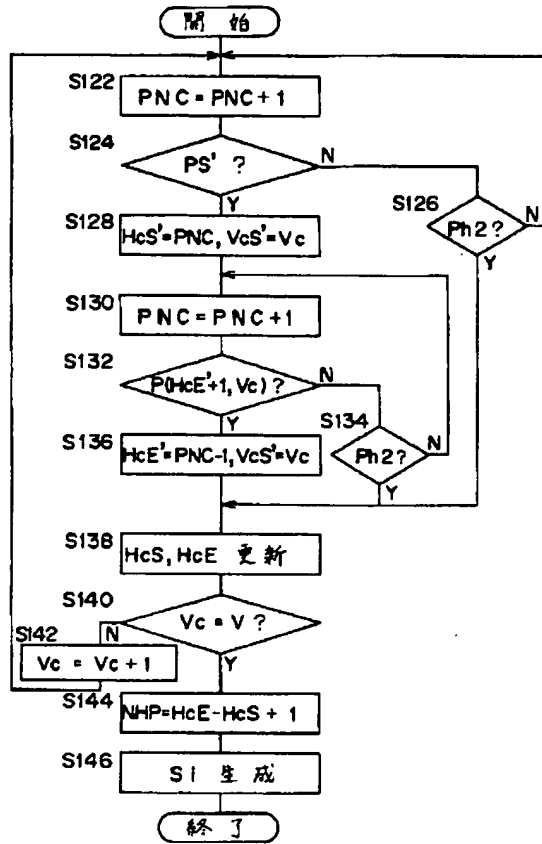 開始
S122
PNC=PNC+1
S124
PS' ?
N
Y
S126
Ph2?
N
Y
S128
HcS'=PNC, VcS'=Vc
S130
PNC=PNC+1
S132
P(HcE'+1, Vc) ?
N
Y
S134
Ph2?
N
Y
S136
HcE'=PNC-1, VcS'=Vc
S138
HcS, HcE 更新
S140
Vc=V ?
N
Y
S142
Vc = Vc+1
S144
NHP=HcE-HcS+1
S146
SI 生成
終了